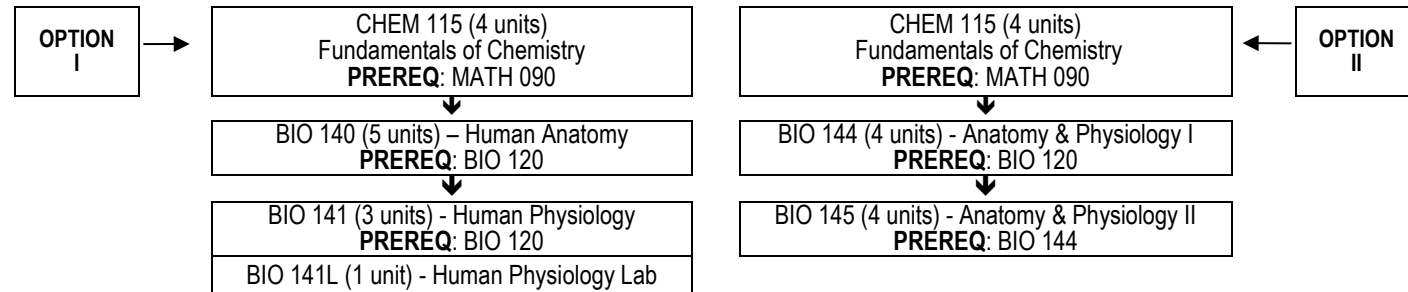 OPTION
I
CHEM 115 (4 units)
Fundamentals of Chemistry
PREREQ: MATH 090
BIO 140 (5 units) – Human Anatomy
PREREQ: BIO 120
BIO 141 (3 units) - Human Physiology
PREREQ: BIO 120
BIO 141L (1 unit) - Human Physiology Lab
CHEM 115 (4 units)
Fundamentals of Chemistry
PREREQ: MATH 090
BIO 144 (4 units) - Anatomy & Physiology I
PREREQ: BIO 120
BIO 145 (4 units) - Anatomy & Physiology II
PREREQ: BIO 144
OPTION
II